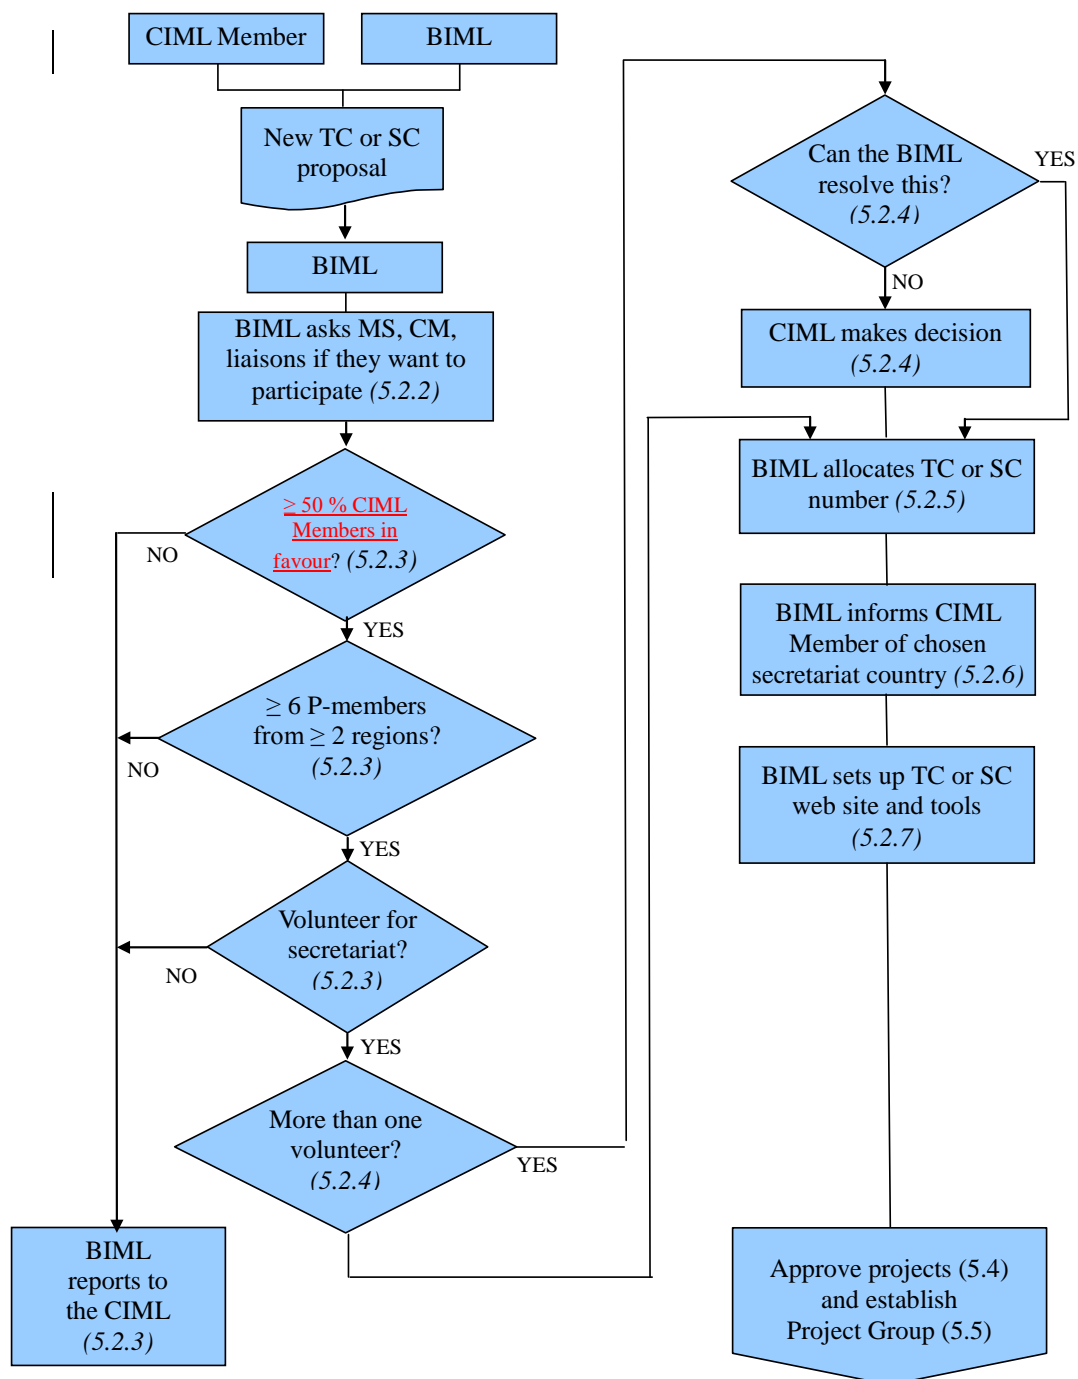 CIML Member
BIML
New TC or SC
proposal
BIML
BIML asks MS, CM,
liaisons if they want to
participate (5.2.2)
≥ 50 % CIML
Members in
favour? (5.2.3)
NO
YES
≥ 6 P-members
from ≥ 2 regions?
(5.2.3)
NO
YES
Volunteer for
secretariat?
(5.2.3)
NO
YES
More than one
volunteer?
(5.2.4)
YES
BIML
reports to
the CIML
(5.2.3)
Can the BIML
resolve this?
(5.2.4)
YES
NO
CIML makes decision
(5.2.4)
BIML allocates TC or SC
number (5.2.5)
BIML informs CIML
Member of chosen
secretariat country (5.2.6)
BIML sets up TC or SC
web site and tools
(5.2.7)
Approve projects (5.4)
and establish
Project Group (5.5)